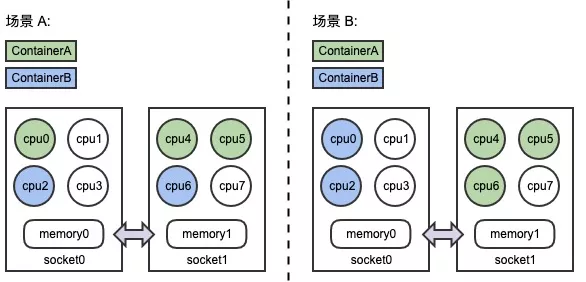 场景 A:
ContainerA
ContainerB
cpu0 cpu1
cpu2 cpu3
memory0
socket0
cpu4 cpu5
cpu6 cpu7
memory1
socket1
场景 B:
ContainerA
ContainerB
cpu0 cpu1
cpu2 cpu3
memory0
socket0
cpu4 cpu5
cpu6 cpu7
memory1
socket1